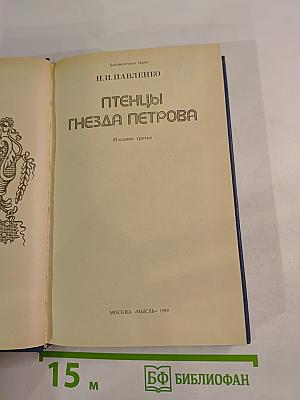 Библиотечная серия
Н.И.ПАВЛЕНКО
ПТЕНЦЫ
ГНЕЗДА ПЕТРОВА
Издание третье
МОСКВА «МЫСЛЬ» 1989
15 м
БФ БИБЛИОФАН